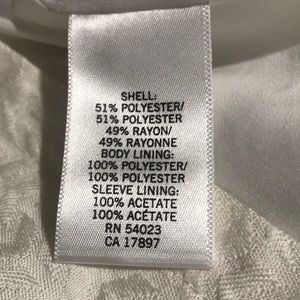 SHELL:
51% POLYESTER/
51% POLYESTER
49% RAYON/
49% RAYONNE
BODY LINING:
100% POLYESTER/
100% POLYESTER
SLEEVE LINING:
100% ACETATE
100% ACÉTATE
RN 54023
CA 17897